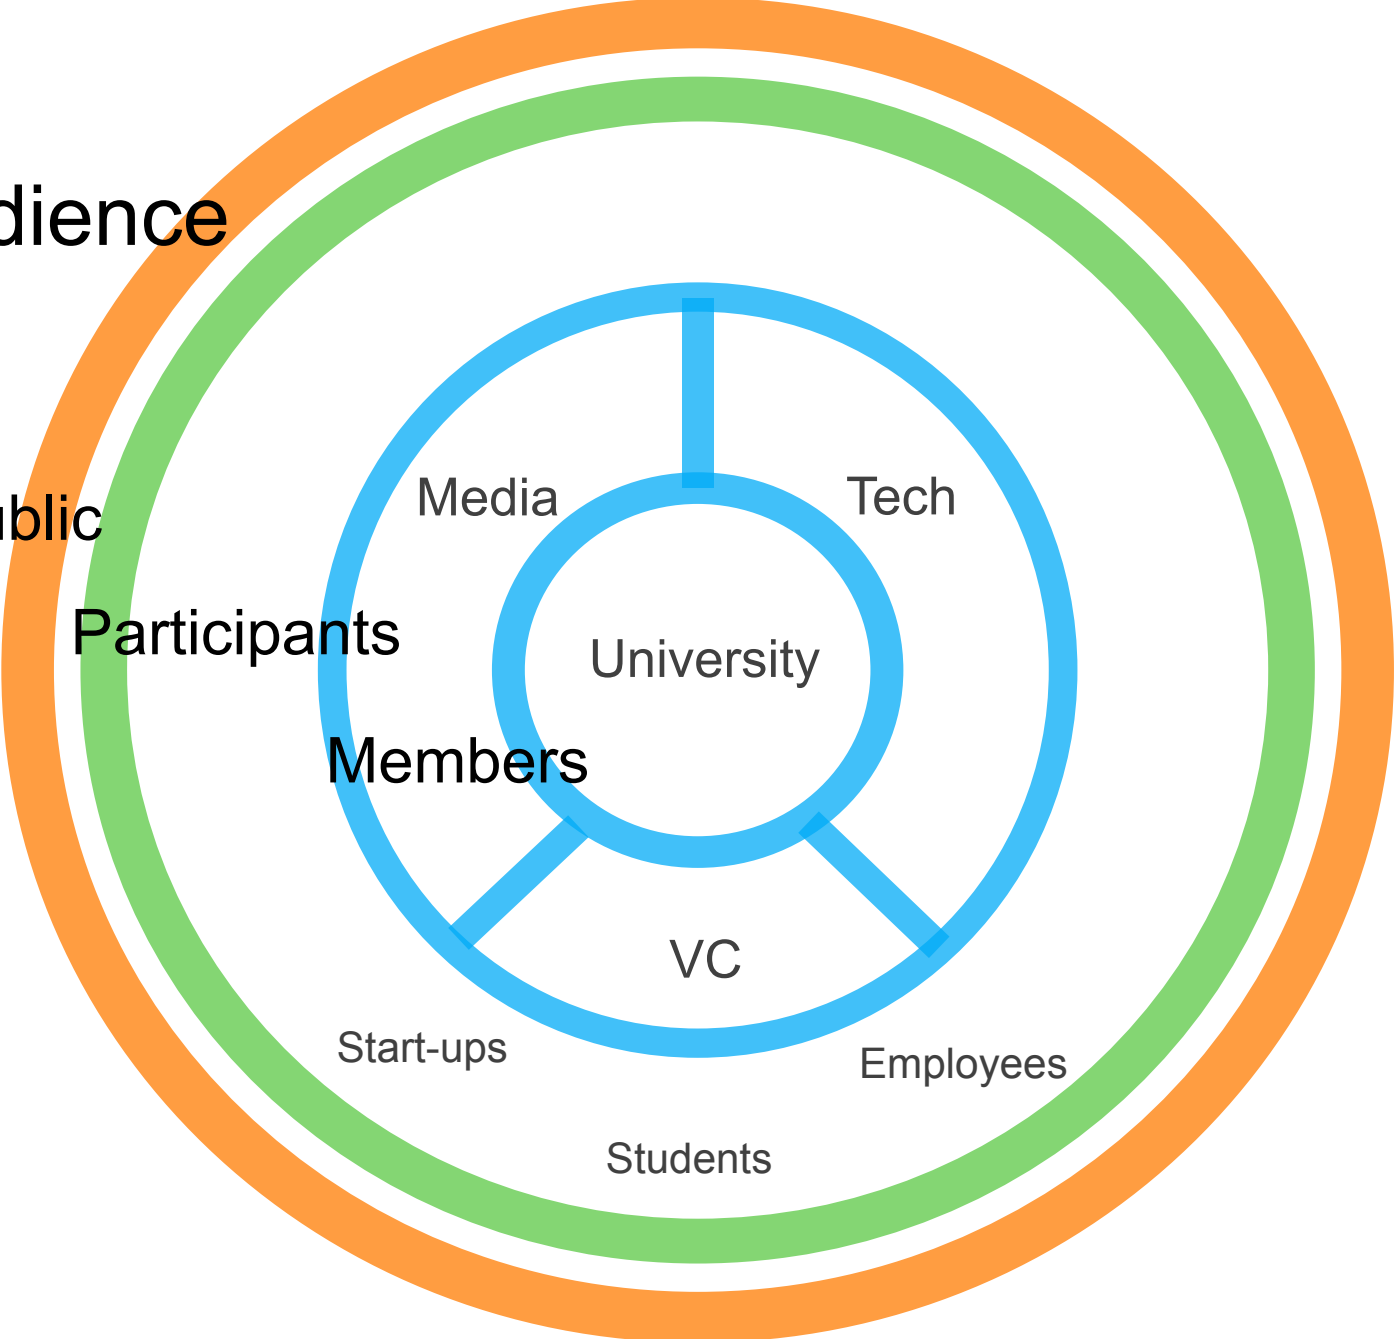 dience
Media
Tech
ublic
Participants
University
Members
VC
Start-ups
Employees
Students